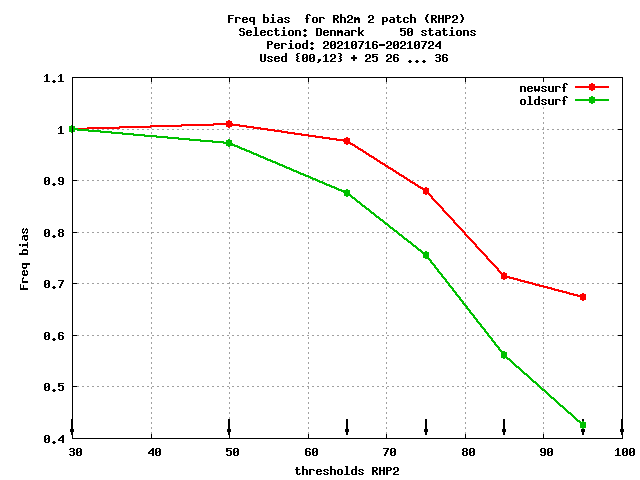 Freq bias  for Rh2m 2 patch (RHP2)
Selection: Denmark     50 stations
Period: 20210716-20210724
Used {00,12} + 25 26 ... 36
newsurf
oldsurf
1.1
1
0.9
0.8
0.7
0.6
0.5
0.4
Freq bias
30 40 50 60 70 80 90 100
thresholds RHP2